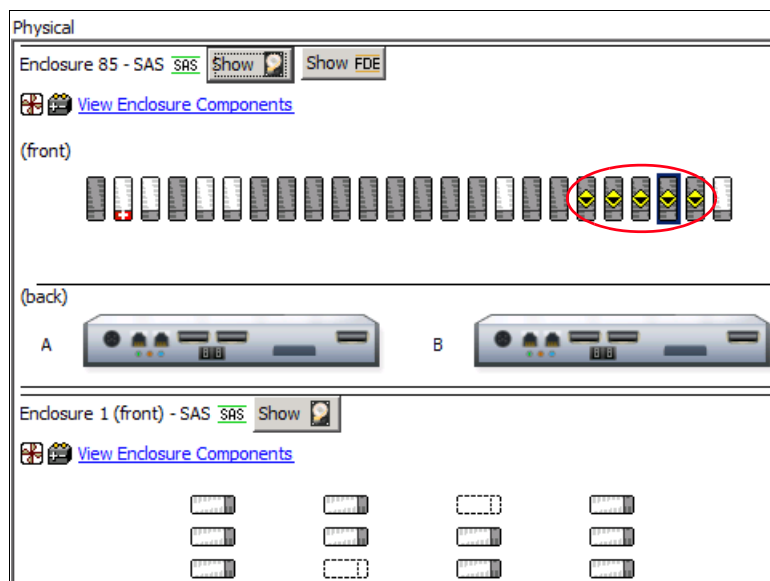 Physical
Enclosure 85 - SAS SAS Show Show FDE
View Enclosure Components
(front)
(back)
A B
Enclosure 1 (front) - SAS SAS Show
View Enclosure Components